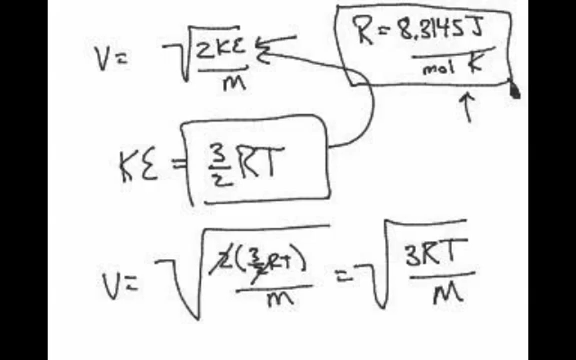 V = √(2KE/m)
R = 8.3145 J / mol K
KE = 3/2 RT
V = √(2(3/2 RT)/m) = √(3RT/M)